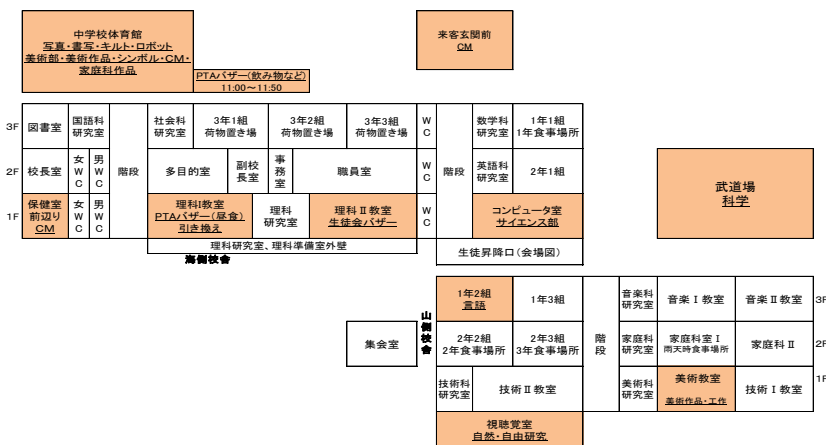 中学校体育館
写真・書写・キルト・ロボット
美術部・美術作品・シンボル・CM・
家庭科作品
PTAバザー(飲み物など)
11:00～11:50
来客玄関前
CM
3F
図書室
国語科
研究室
階段
社会科
研究室
3年1組
荷物置き場
3年2組
荷物置き場
3年3組
荷物置き場
WC
階段
数学科
研究室
1年1組
1年食事場所
2F
校長室
女WC
男WC
多目的室
副校
長室
事務室
職員室
WC
英語科
研究室
2年1組
1F
保健室
前辺り
CM
女WC
男WC
理科Ⅰ教室
PTAバザー(昼食)
引き換え
理科
研究室
理科Ⅱ教室
生徒会バザー
WC
コンピュータ室
サイエンス部
理科研究室、理科準備室外壁
生徒昇降口(会場図)
海側校舎
武道場
科学
山側校舎
集会室
1年2組
言語
1年3組
階段
音楽科
研究室
音楽Ⅰ教室
音楽Ⅱ教室
3F
2年2組
2年食事場所
2年3組
3年食事場所
家庭科
研究室
家庭科室Ⅰ
雨天時食事場所
家庭科Ⅱ
2F
技術科
研究室
技術Ⅱ教室
美術科
研究室
美術教室
美術作品・工作
技術Ⅰ教室
1F
視聴覚室
自然・自由研究